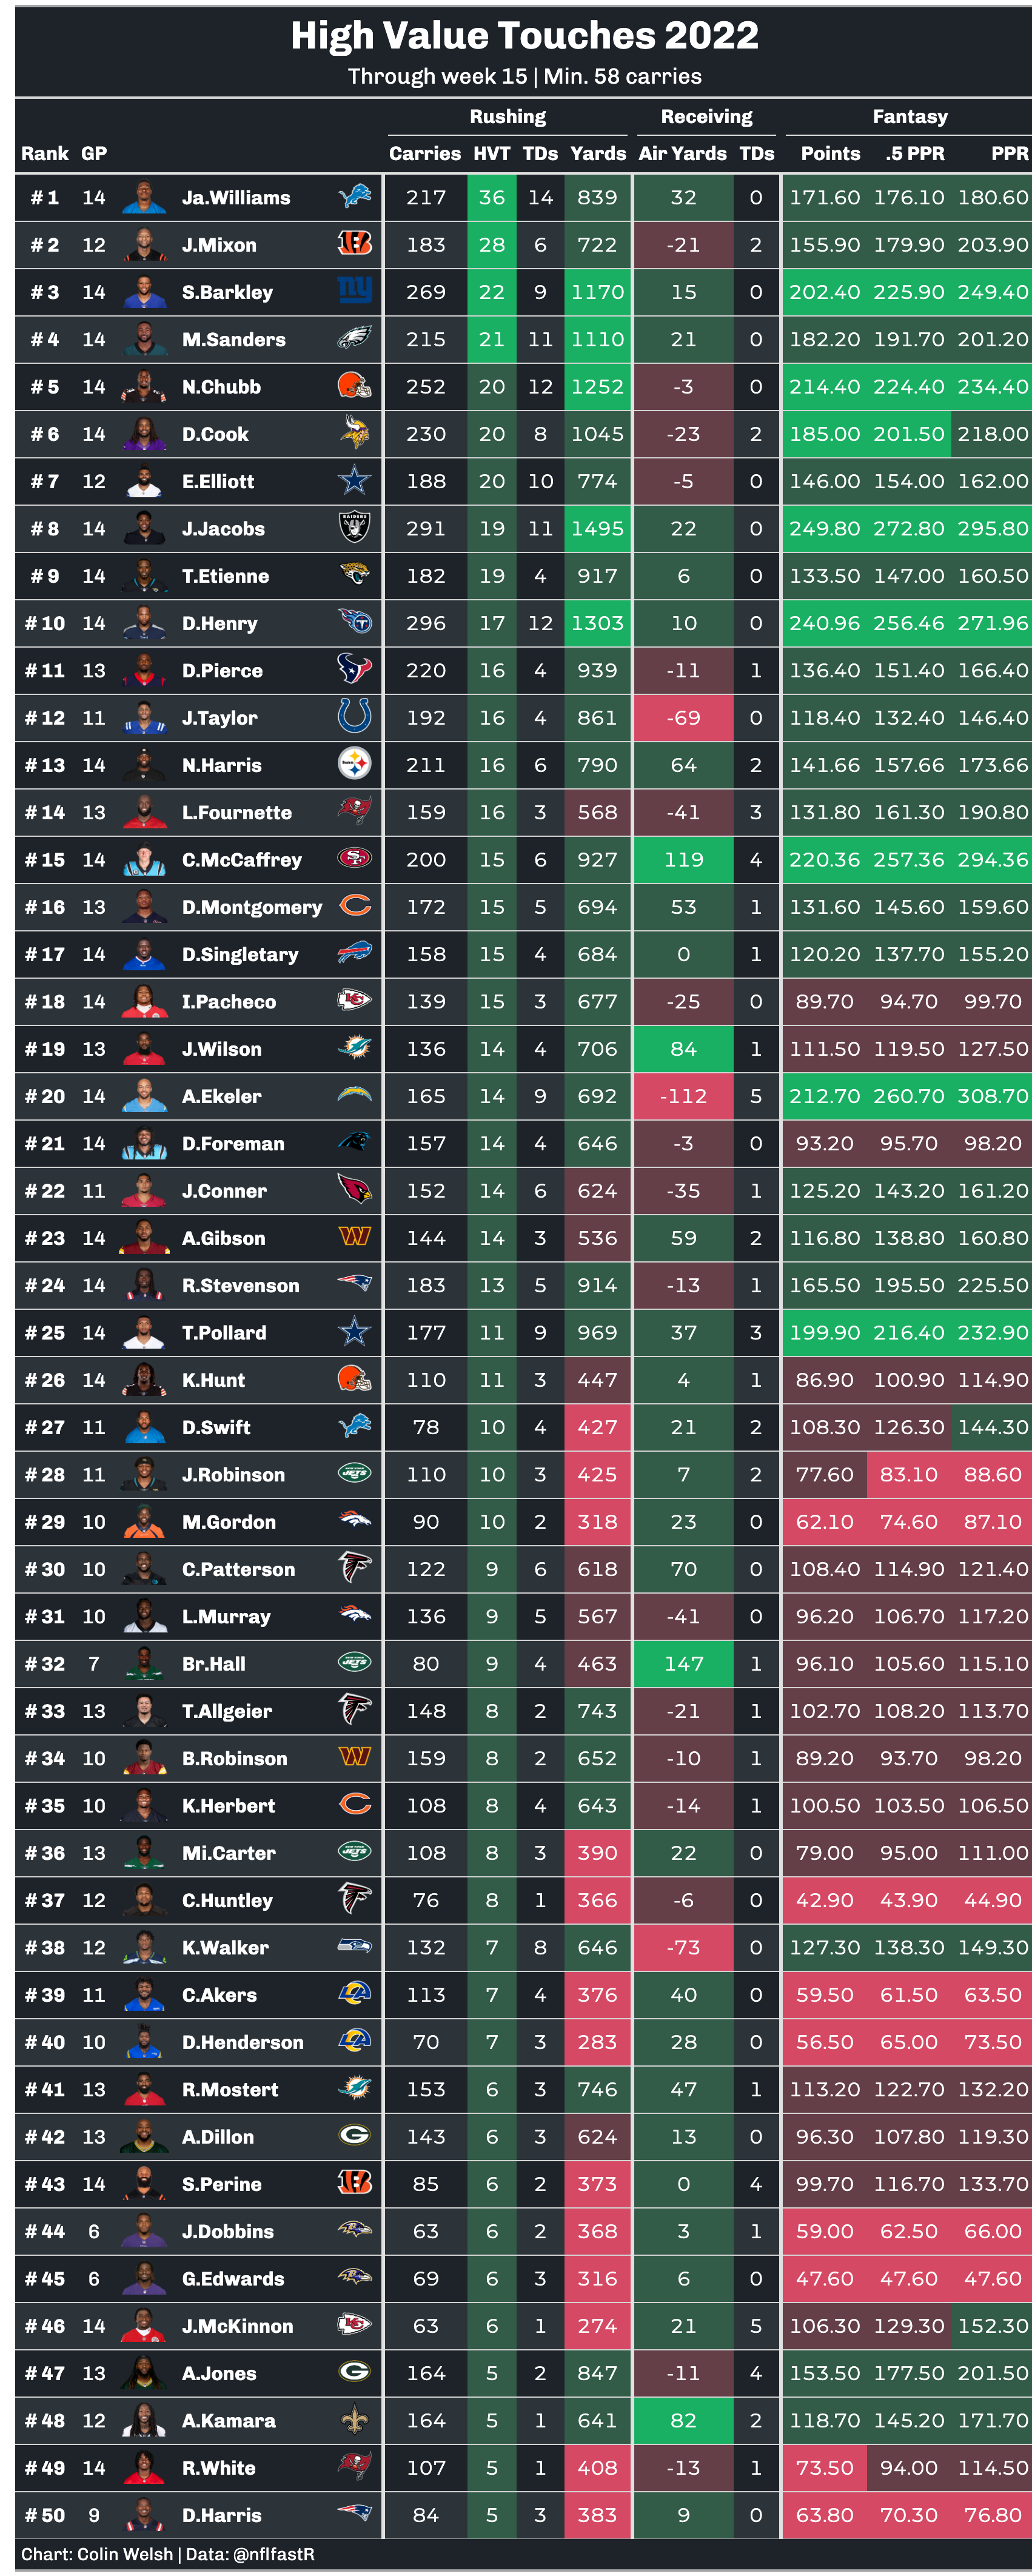 High Value Touches 2022
Through week 15 | Min. 58 carries
Rushing Receiving Fantasy
Rank GP Carries HVT TDs Yards Air Yards TDs Points .5 PPR PPR
# 1 14 Ja.Williams 217 36 14 839 32 0 171.60 176.10 180.60
# 2 12 J.Mixon 183 28 6 722 -21 2 155.90 179.90 203.90
# 3 14 S.Barkley ny 269 22 9 1170 15 0 202.40 225.90 249.40
# 4 14 M.Sanders 215 21 11 1110 21 0 182.20 191.70 201.20
# 5 14 N.Chubb 252 20 12 1252 -3 0 214.40 224.40 234.40
# 6 14 D.Cook 230 20 8 1045 -23 2 185.00 201.50 218.00
# 7 12 E.Elliott 188 20 10 774 -5 0 146.00 154.00 162.00
# 8 14 J.Jacobs RAIDERS 291 19 11 1495 22 0 249.80 272.80 295.80
# 9 14 T.Etienne 182 19 4 917 6 0 133.50 147.00 160.50
# 10 14 D.Henry T 296 17 12 1303 10 0 240.96 256.46 271.96
# 11 13 D.Pierce 220 16 4 939 -11 1 136.40 151.40 166.40
# 12 11 J.Taylor 192 16 4 861 -69 0 118.40 132.40 146.40
# 13 14 N.Harris 211 16 6 790 64 2 141.66 157.66 173.66
# 14 13 L.Fournette 159 16 3 568 -41 3 131.80 161.30 190.80
# 15 14 C.McCaffrey SF 200 15 6 927 119 4 220.36 257.36 294.36
# 16 13 D.Montgomery C 172 15 5 694 53 1 131.60 145.60 159.60
# 17 14 D.Singletary 158 15 4 684 0 1 120.20 137.70 155.20
# 18 14 I.Pacheco KC 139 15 3 677 -25 0 89.70 94.70 99.70
# 19 13 J.Wilson 136 14 4 706 84 1 111.50 119.50 127.50
# 20 14 A.Ekeler 165 14 9 692 -112 5 212.70 260.70 308.70
# 21 14 D.Foreman 157 14 4 646 -3 0 93.20 95.70 98.20
# 22 11 J.Conner 152 14 6 624 -35 1 125.20 143.20 161.20
# 23 14 A.Gibson W 144 14 3 536 59 2 116.80 138.80 160.80
# 24 14 R.Stevenson 183 13 5 914 -13 1 165.50 195.50 225.50
# 25 14 T.Pollard 177 11 9 969 37 3 199.90 216.40 232.90
# 26 14 K.Hunt 110 11 3 447 4 1 86.90 100.90 114.90
# 27 11 D.Swift 78 10 4 427 21 2 108.30 126.30 144.30
# 28 11 J.Robinson JETS 110 10 3 425 7 2 77.60 83.10 88.60
# 29 10 M.Gordon 90 10 2 318 23 0 62.10 74.60 87.10
# 30 10 C.Patterson 122 9 6 618 70 0 108.40 114.90 121.40
# 31 10 L.Murray 136 9 5 567 -41 0 96.20 106.70 117.20
# 32 7 Br.Hall JETS 80 9 4 463 147 1 96.10 105.60 115.10
# 33 13 T.Allgeier 148 8 2 743 -21 1 102.70 108.20 113.70
# 34 10 B.Robinson W 159 8 2 652 -10 1 89.20 93.70 98.20
# 35 10 K.Herbert C 108 8 4 643 -14 1 100.50 103.50 106.50
# 36 13 Mi.Carter JETS 108 8 3 390 22 0 79.00 95.00 111.00
# 37 12 C.Huntley 76 8 1 366 -6 0 42.90 43.90 44.90
# 38 12 K.Walker 132 7 8 646 -73 0 127.30 138.30 149.30
# 39 11 C.Akers LA 113 7 4 376 40 0 59.50 61.50 63.50
# 40 10 D.Henderson LA 70 7 3 283 28 0 56.50 65.00 73.50
# 41 13 R.Mostert 153 6 3 746 47 1 113.20 122.70 132.20
# 42 13 A.Dillon G 143 6 3 624 13 0 96.30 107.80 119.30
# 43 14 S.Perine 85 6 2 373 0 4 99.70 116.70 133.70
# 44 6 J.Dobbins 63 6 2 368 3 1 59.00 62.50 66.00
# 45 6 G.Edwards 69 6 3 316 6 0 47.60 47.60 47.60
# 46 14 J.McKinnon KC 63 6 1 274 21 5 106.30 129.30 152.30
# 47 13 A.Jones G 164 5 2 847 -11 4 153.50 177.50 201.50
# 48 12 A.Kamara 164 5 1 641 82 2 118.70 145.20 171.70
# 49 14 R.White 107 5 1 408 -13 1 73.50 94.00 114.50
# 50 9 D.Harris 84 5 3 383 9 0 63.80 70.30 76.80
Chart: Colin Welsh | Data: @nflfastR